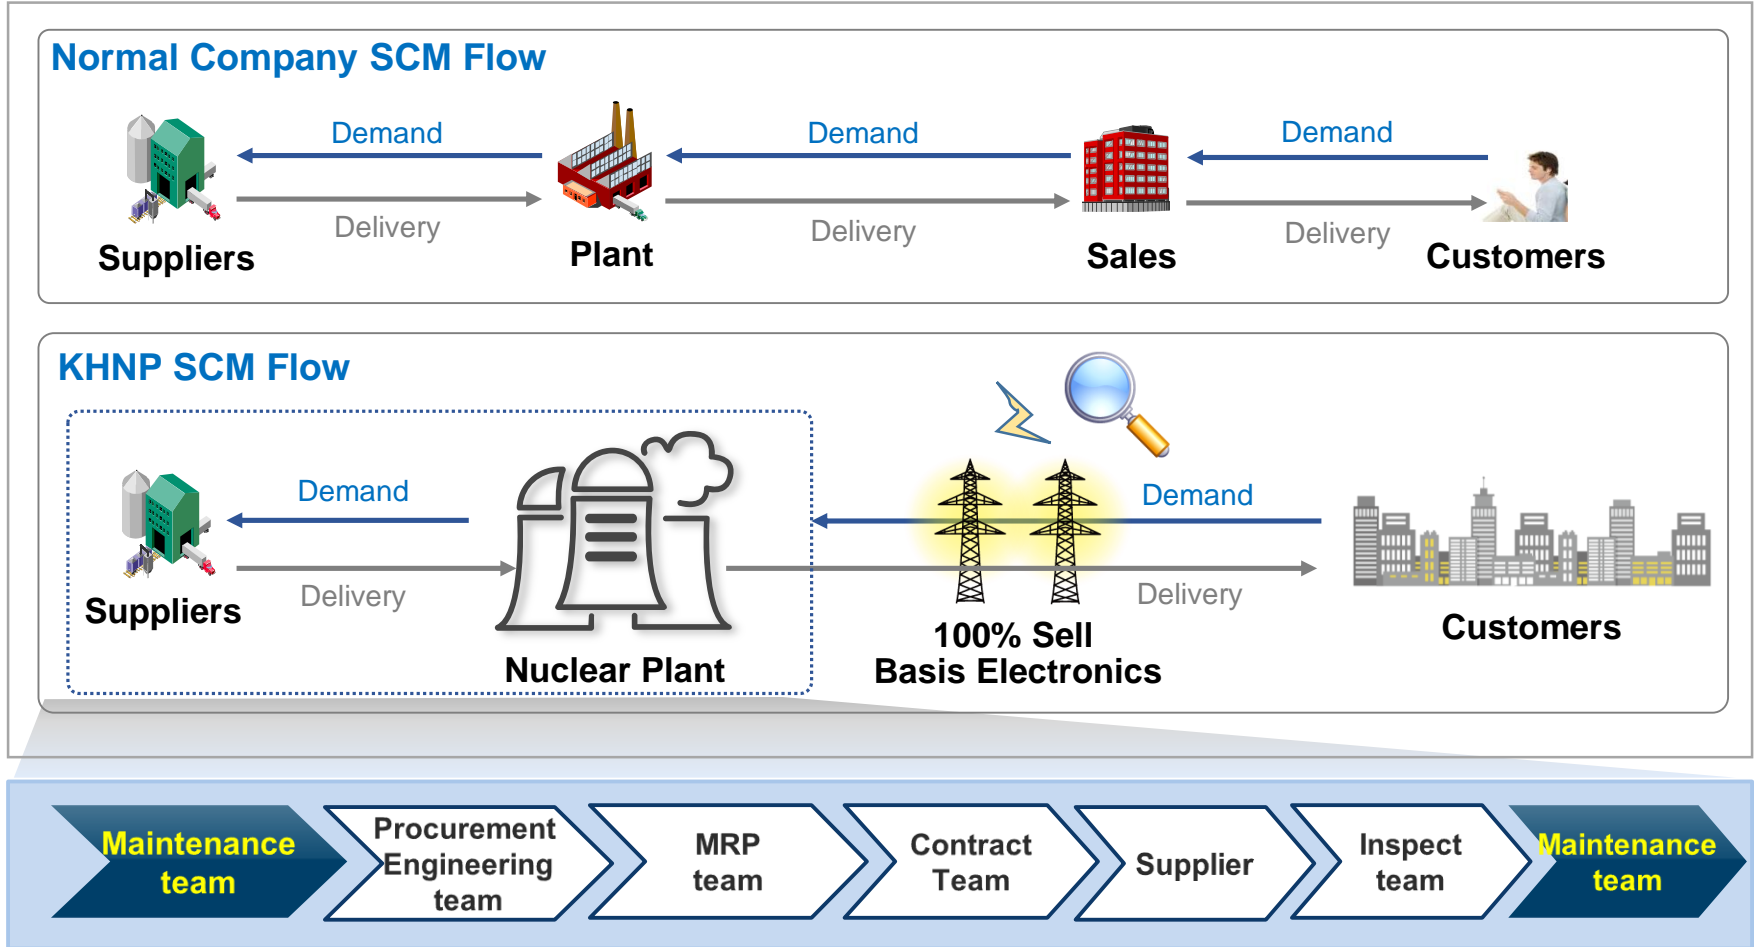 Normal Company SCM Flow
Demand
Demand
Demand
Delivery
Delivery
Delivery
Suppliers
Plant
Sales
Customers
KHNP SCM Flow
Demand
Demand
Delivery
Delivery
Suppliers
Nuclear Plant
100% Sell
Basis Electronics
Customers
Maintenance
team
Procurement
Engineering
team
MRP
team
Contract
Team
Supplier
Inspect
team
Maintenance
team